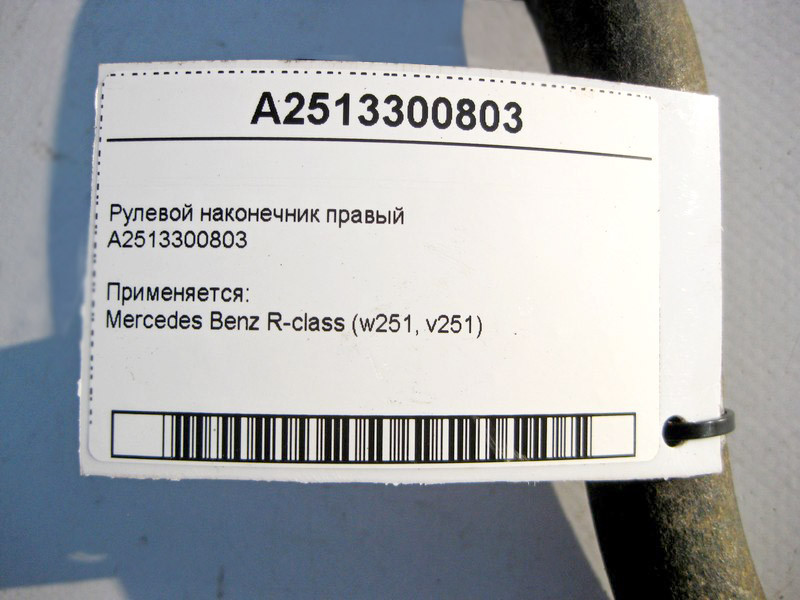 A2513300803
Рулевой наконечник правый
A2513300803
Применяется:
Mercedes Benz R-class (w251, v251)